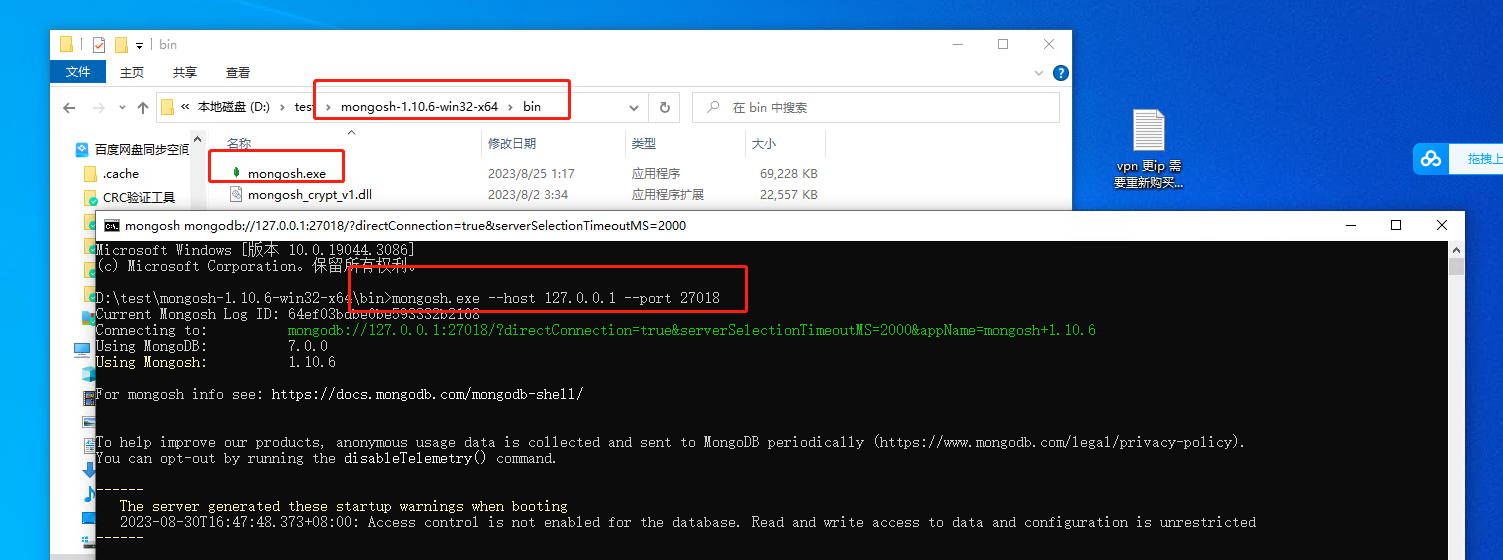 bin
文件 主页 共享 查看
« 本地磁盘 (D:) › test › mongosh-1.10.6-win32-x64 › bin
在 bin 中搜索
名称 修改日期 类型 大小
百度网盘同步空间
.cache
CRC验证工具
mongosh.exe 2023/8/25 1:17 应用程序 69,228 KB
mongosh_crypt_v1.dll 2023/8/2 3:34 应用程序扩展 22,557 KB
vpn 更ip 需
要重新购买...
拖拽上
mongosh mongodb://127.0.0.1:27018/?directConnection=true&serverSelectionTimeoutMS=2000
Microsoft Windows [版本 10.0.19044.3086]
(c) Microsoft Corporation。保留所有权利。
D:\test\mongosh-1.10.6-win32-x64\bin>mongosh.exe --host 127.0.0.1 --port 27018
Current Mongosh Log ID:
Connecting to: mongodb://127.0.0.1:27018/?directConnection=true&serverSelectionTimeoutMS=2000&appName=mongosh+1.10.6
Using MongoDB: 7.0.0
Using Mongosh: 1.10.6
For mongosh info see: https://docs.mongodb.com/mongodb-shell/
To help improve our products, anonymous usage data is collected and sent to MongoDB periodically (https://www.mongodb.com/legal/privacy-policy).
You can opt-out by running the disableTelemetry() command.
------
The server generated these startup warnings when booting
2023-08-30T16:47:48.373+08:00: Access control is not enabled for the database. Read and write access to data and configuration is unrestricted
------